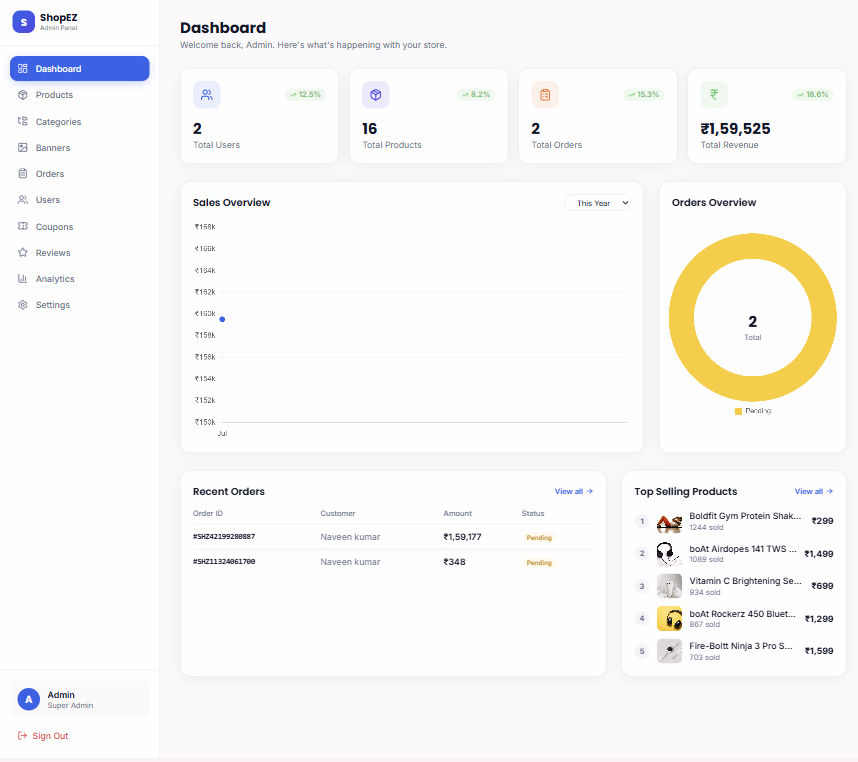 S
ShopEZ
Admin Panel
Dashboard
Products
Categories
Banners
Orders
Users
Coupons
Reviews
Analytics
Settings
A
Admin
Super Admin
Sign Out
Dashboard
Welcome back, Admin. Here's what's happening with your store.
12.5%
2
Total Users
8.2%
16
Total Products
15.3%
2
Total Orders
₹
18.6%
₹1,59,525
Total Revenue
Sales Overview
This Year
₹168k
₹166k
₹164k
₹162k
₹160k
₹158k
₹156k
₹154k
₹152k
₹150k
Jul
Orders Overview
2
Total
Pending
Recent Orders
View all →
Order ID Customer Amount Status
#SHZ42199280887 Naveen kumar ₹1,59,177 Pending
#SHZ11324061700 Naveen kumar ₹348 Pending
Top Selling Products
View all →
1 Boldfit Gym Protein Shak... ₹299
1244 sold
2 boAt Airdopes 141 TWS ... ₹1,499
1089 sold
3 Vitamin C Brightening Se... ₹699
934 sold
4 boAt Rockerz 450 Bluet... ₹1,299
867 sold
5 Fire-Boltt Ninja 3 Pro S... ₹1,599
703 sold